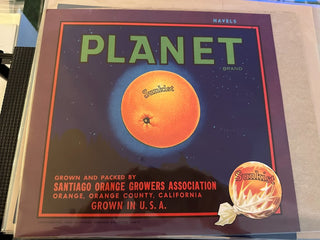 NAVELS
PLANET
BRAND
Sunkist
GROWN AND PACKED BY
SANTIAGO ORANGE GROWERS ASSOCIATION
ORANGE, ORANGE COUNTY, CALIFORNIA
GROWN IN U.S.A.
Sunkist